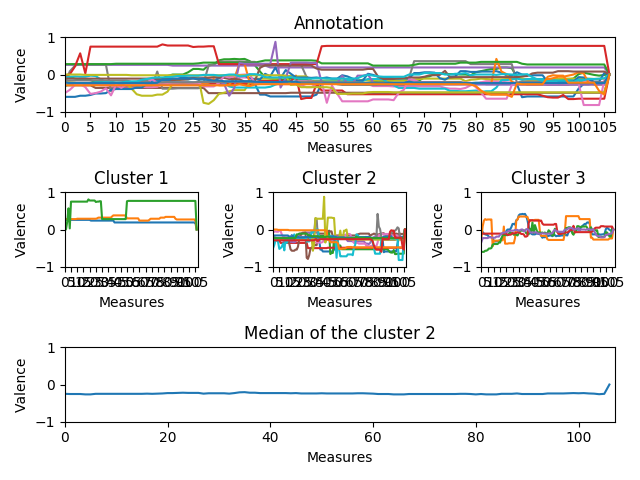 Annotation
1
0
−1
Valence
0 5 10 15 20 25 30 35 40 45 50 55 60 65 70 75 80 85 90 95 100 105
Measures
Cluster 1 Cluster 2 Cluster 3
1 1 1
0 0 0
−1 −1 −1
Valence Valence Valence
Measures Measures Measures
Median of the cluster 2
1
0
−1
Valence
0 20 40 60 80 100
Measures